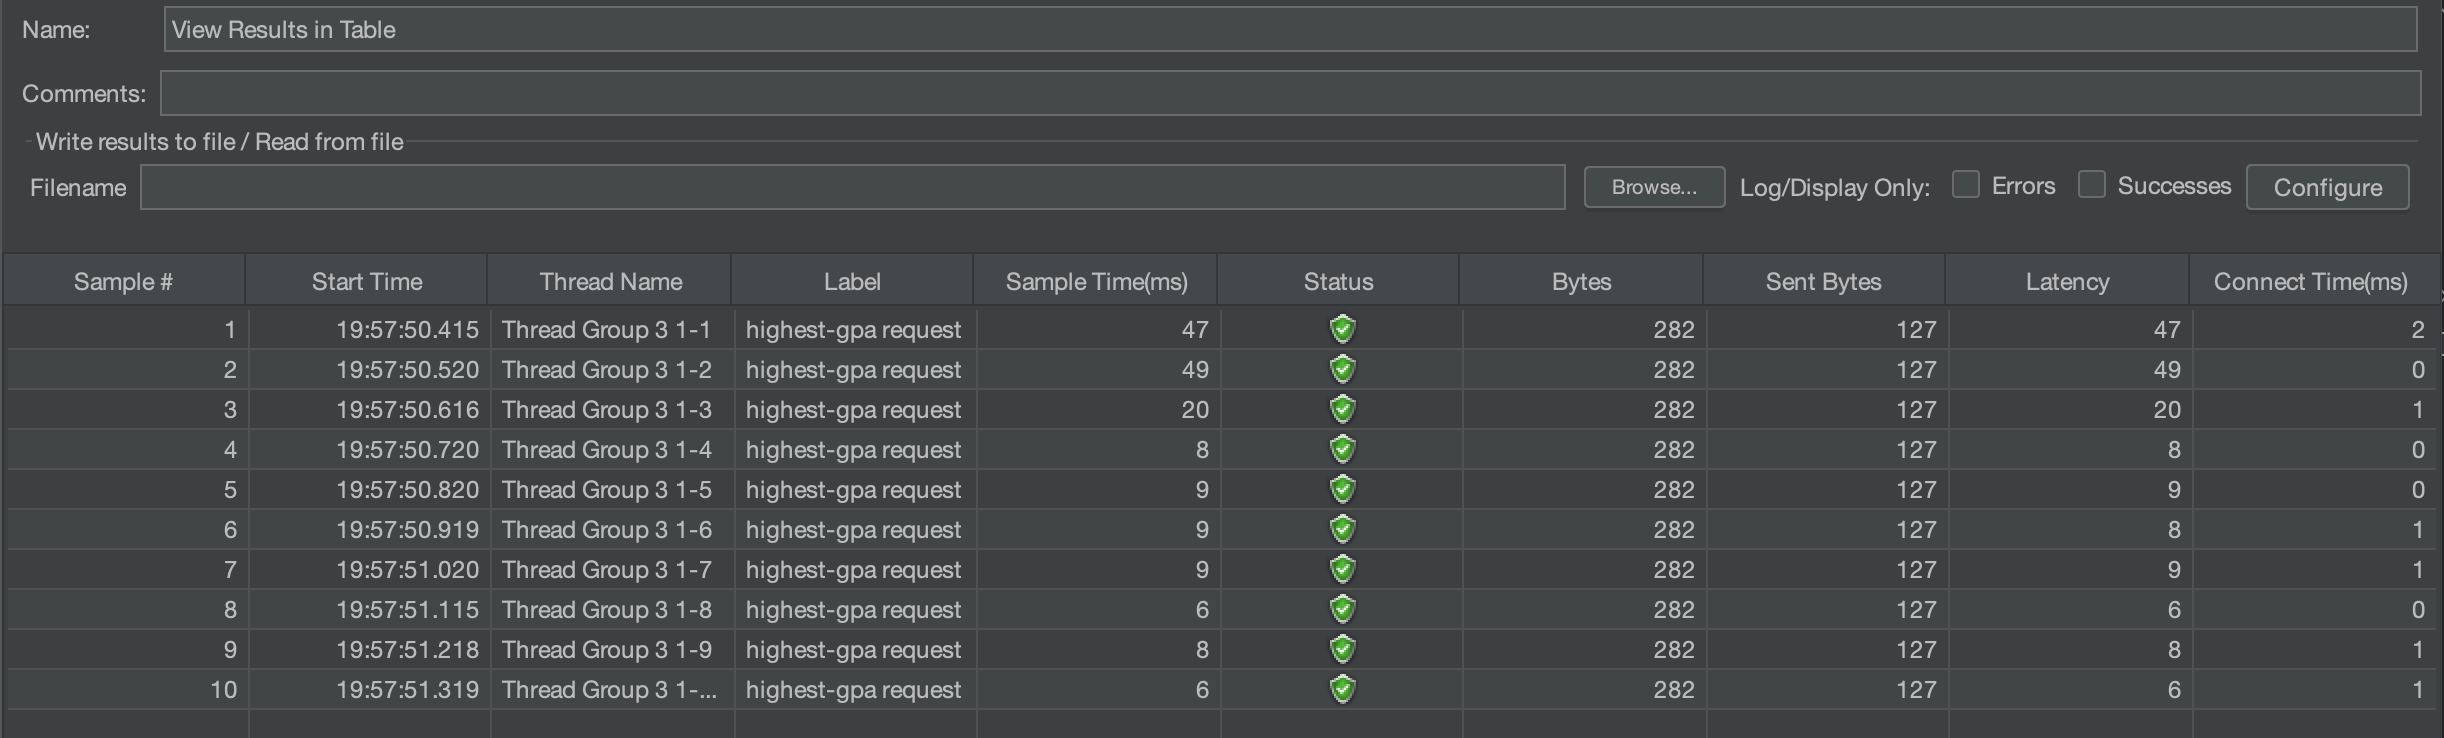 Name: View Results in Table
Comments:
Write results to file / Read from file
Filename Browse... Log/Display Only: Errors Successes Configure
Sample # Start Time Thread Name Label Sample Time(ms) Status Bytes Sent Bytes Latency Connect Time(ms)
1 19:57:50.415 Thread Group 3 1-1 highest-gpa request 47 282 127 47 2
2 19:57:50.520 Thread Group 3 1-2 highest-gpa request 49 282 127 49 0
3 19:57:50.616 Thread Group 3 1-3 highest-gpa request 20 282 127 20 1
4 19:57:50.720 Thread Group 3 1-4 highest-gpa request 8 282 127 8 0
5 19:57:50.820 Thread Group 3 1-5 highest-gpa request 9 282 127 9 0
6 19:57:50.919 Thread Group 3 1-6 highest-gpa request 9 282 127 8 1
7 19:57:51.020 Thread Group 3 1-7 highest-gpa request 9 282 127 9 1
8 19:57:51.115 Thread Group 3 1-8 highest-gpa request 6 282 127 6 0
9 19:57:51.218 Thread Group 3 1-9 highest-gpa request 8 282 127 8 1
10 19:57:51.319 Thread Group 3 1-... highest-gpa request 6 282 127 6 1